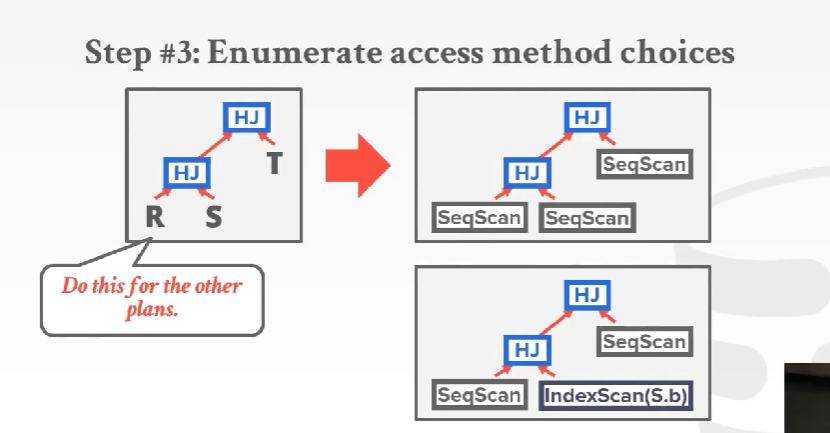 Step #3: Enumerate access method choices
HJ
HJ
T
R S
Do this for the other
plans.
HJ
HJ
SeqScan
SeqScan SeqScan
HJ
HJ
SeqScan
SeqScan IndexScan(S.b)